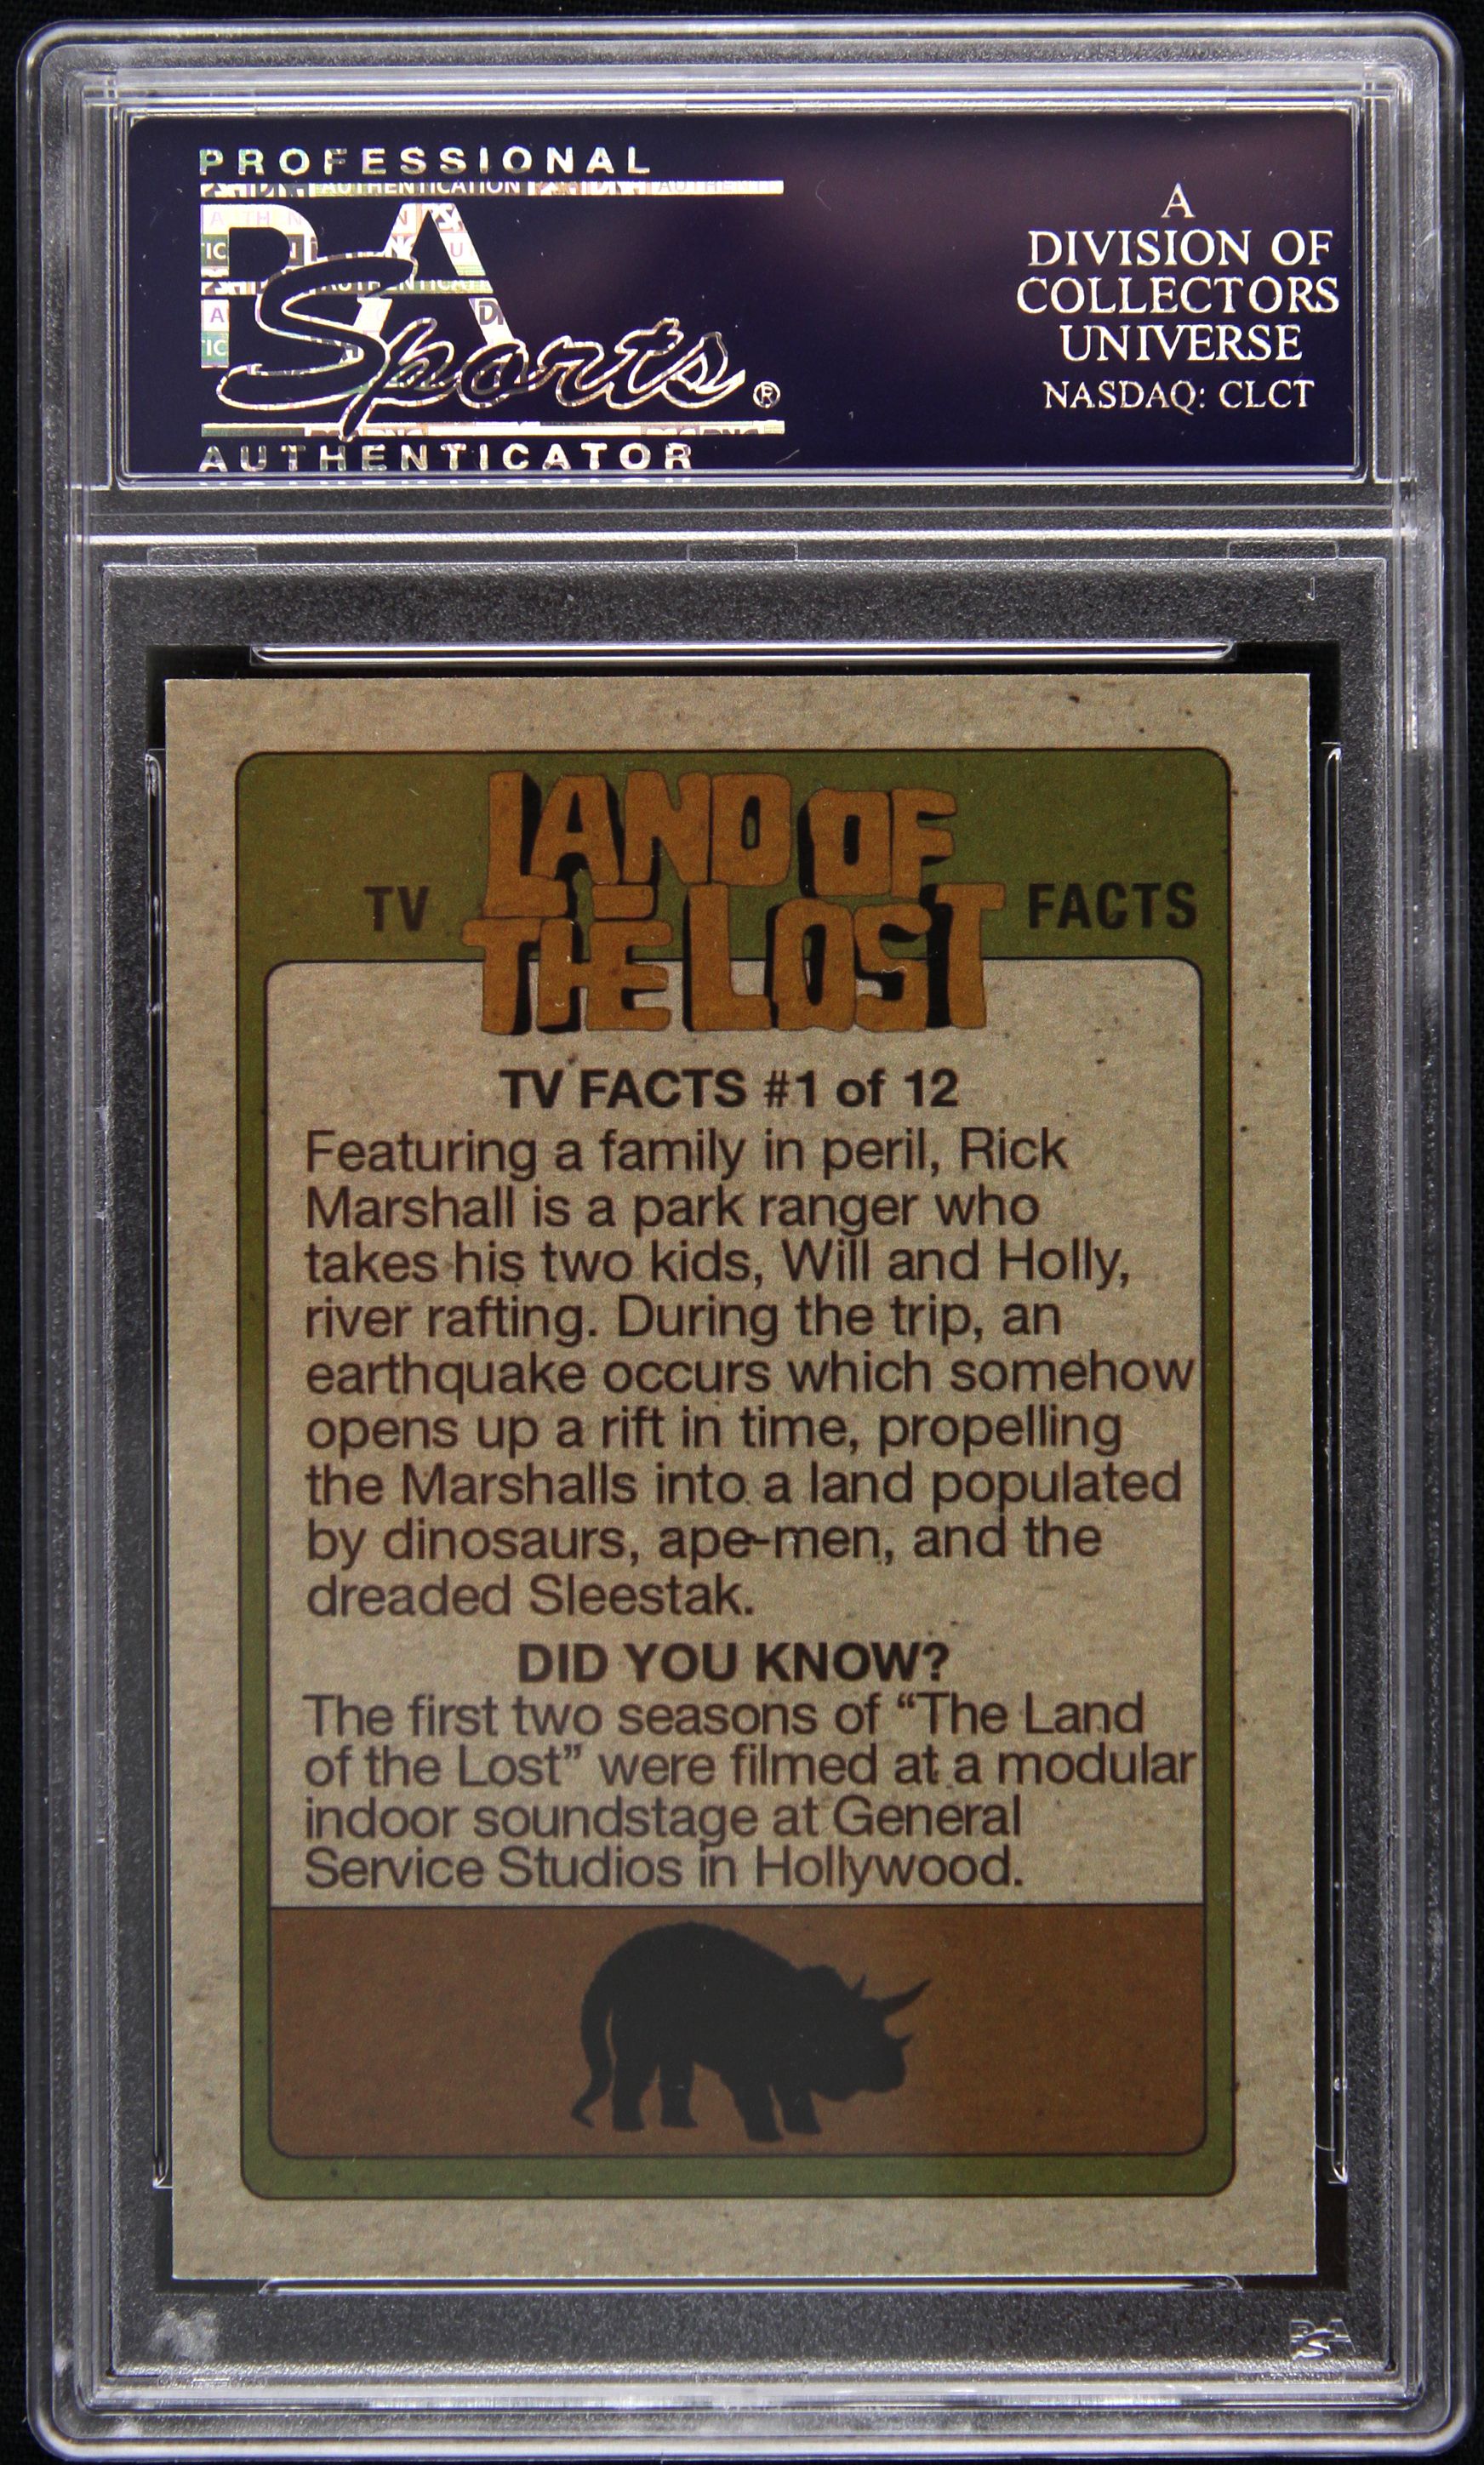 PROFESSIONAL
PSA
Sports®
AUTHENTICATOR
A
DIVISION OF
COLLECTORS
UNIVERSE
NASDAQ: CLCT
LAND OF
THE LOST
TV FACTS
TV FACTS #1 of 12
Featuring a family in peril, Rick
Marshall is a park ranger who
takes his two kids, Will and Holly,
river rafting. During the trip, an
earthquake occurs which somehow
opens up a rift in time, propelling
the Marshalls into a land populated
by dinosaurs, ape-men, and the
dreaded Sleestak.
DID YOU KNOW?
The first two seasons of “The Land
of the Lost” were filmed at a modular
indoor soundstage at General
Service Studios in Hollywood.
PSA